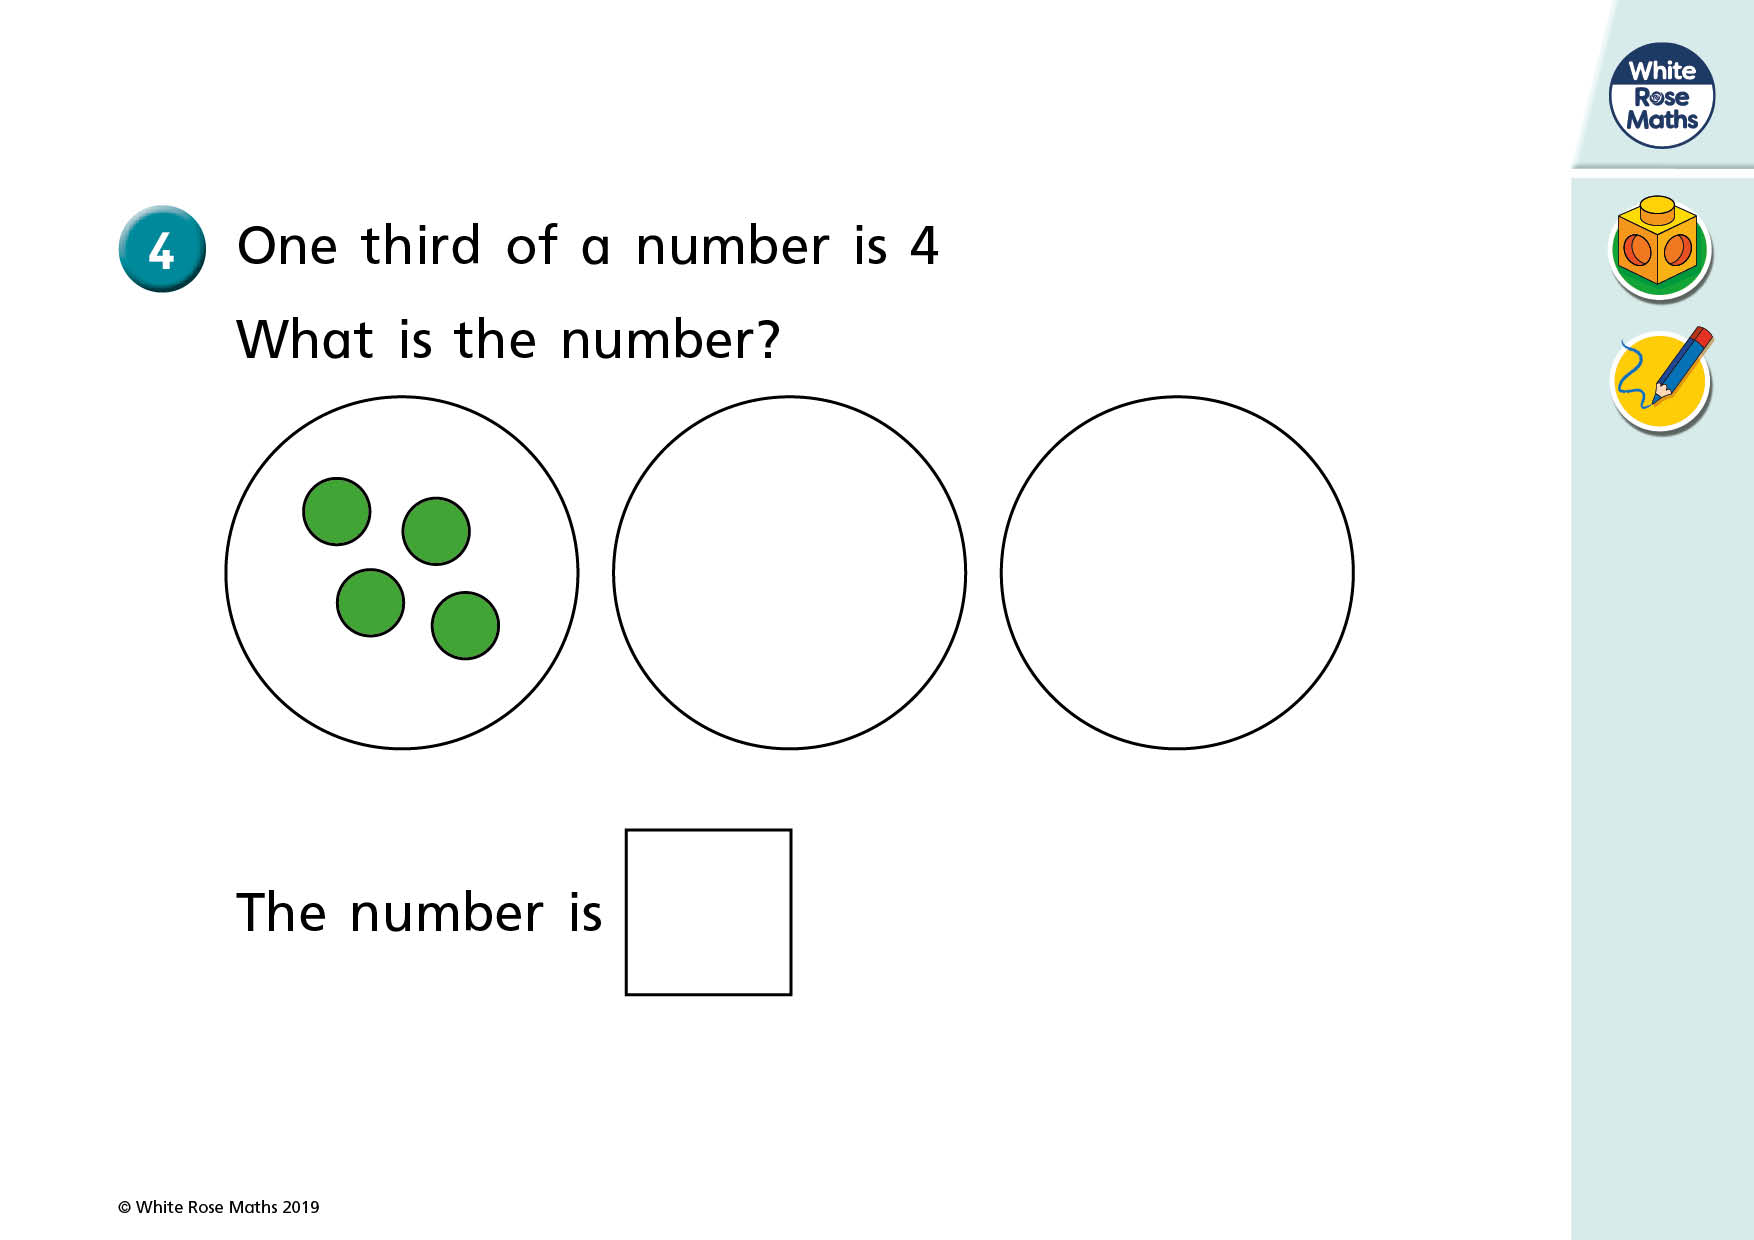 White
Rose
Maths
4 One third of a number is 4
What is the number?
The number is
© White Rose Maths 2019